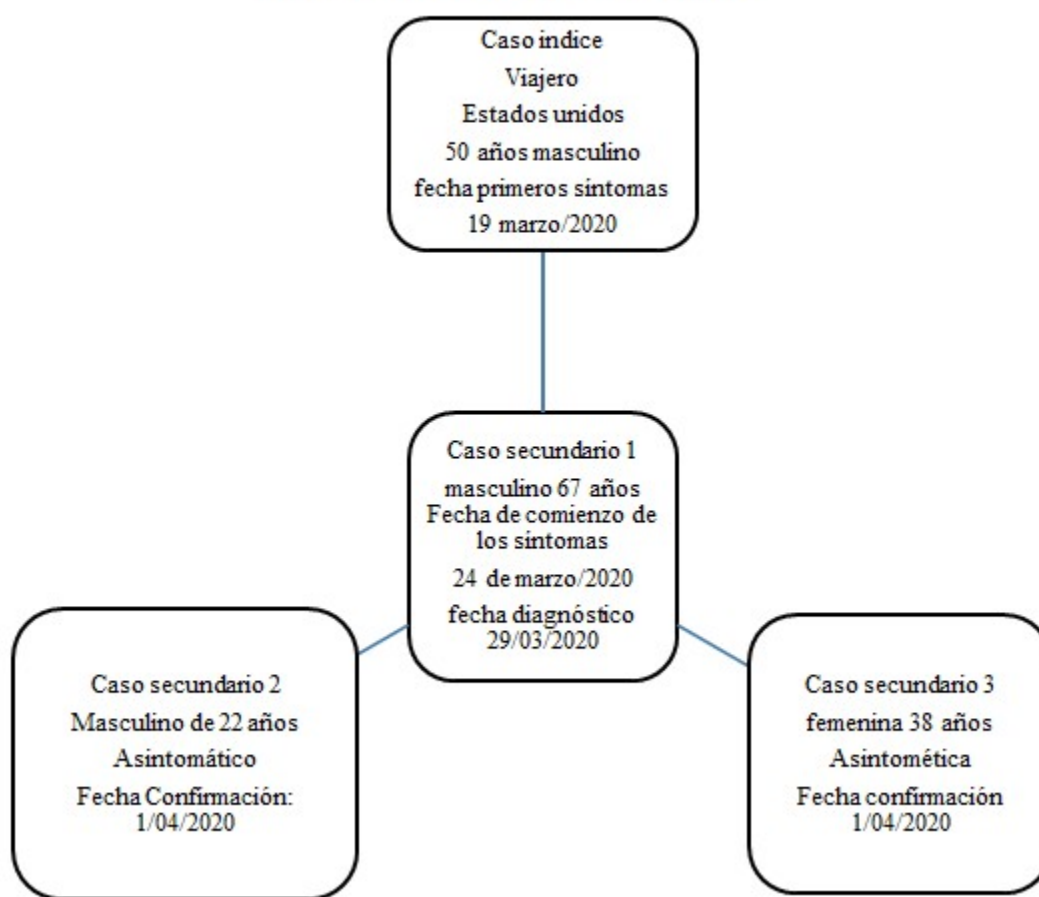 Caso indice
Viajero
Estados unidos
50 años masculino
fecha primeros sintomas
19 marzo/2020
Caso secundario 1
masculino 67 años
Fecha de comienzo de
los sintomas
24 de marzo/2020
fecha diagnóstico
29/03/2020
Caso secundario 2
Masculino de 22 años
Asintomático
Fecha Confirmación:
1/04/2020
Caso secundario 3
femenina 38 años
Asintomética
Fecha confirmación
1/04/2020